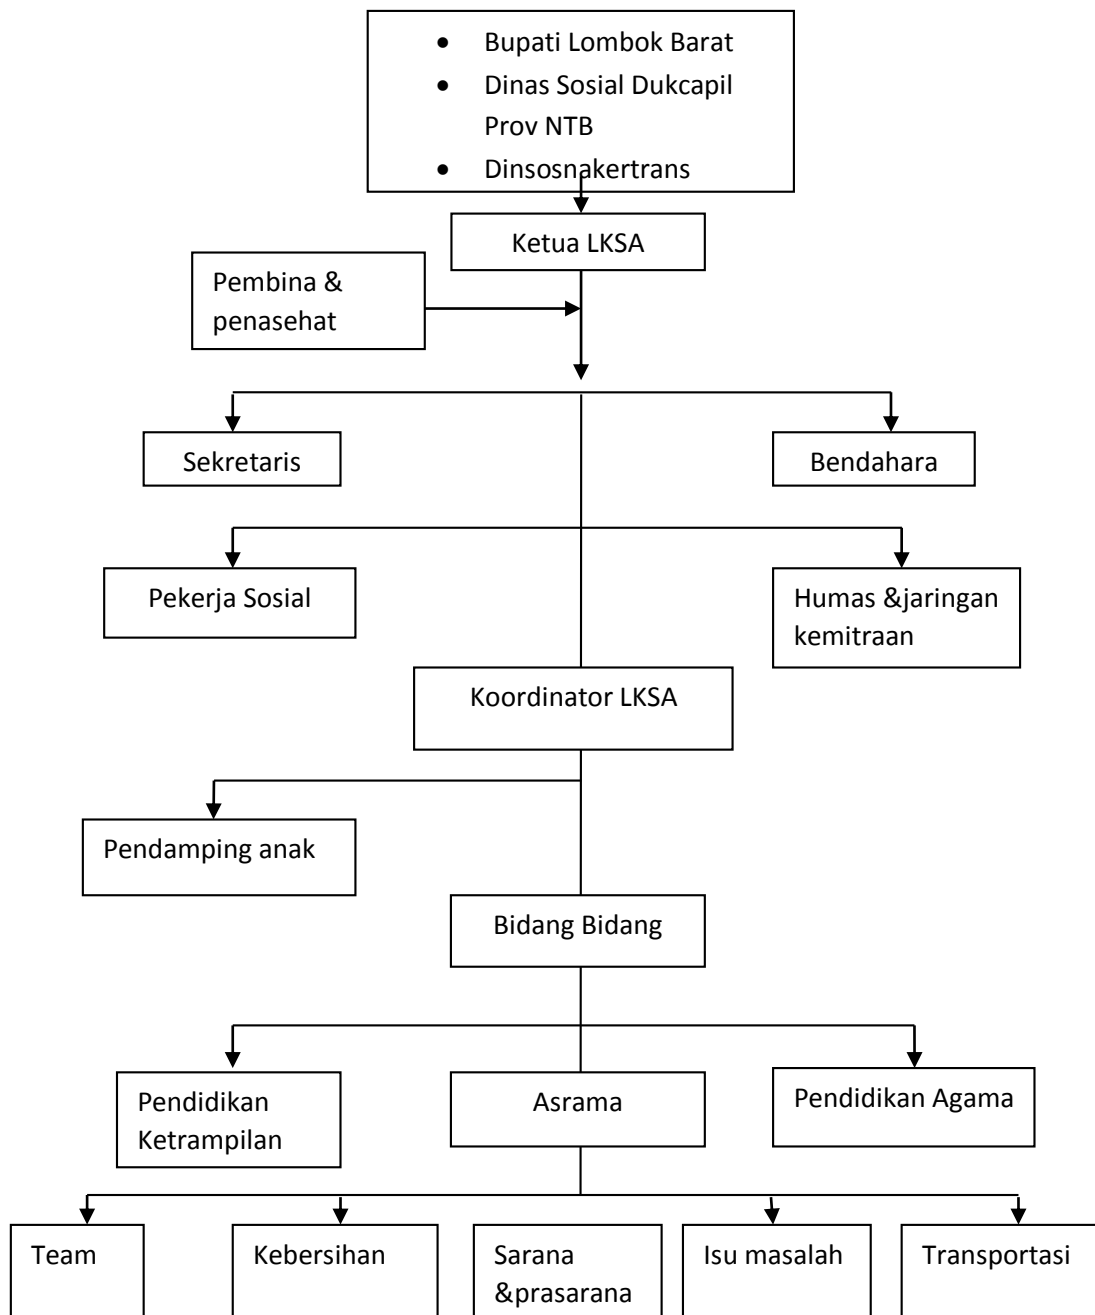 • Bupati Lombok Barat
• Dinas Sosial Dukcapil
Prov NTB
• Dinsosnakertrans
Ketua LKSA
Pembina &
penasehat
Sekretaris
Bendahara
Pekerja Sosial
Humas &jaringan
kemitraan
Koordinator LKSA
Pendamping anak
Bidang Bidang
Pendidikan
Ketrampilan
Asrama
Pendidikan Agama
Team
Kebersihan
Sarana
&prasarana
Isu masalah
Transportasi